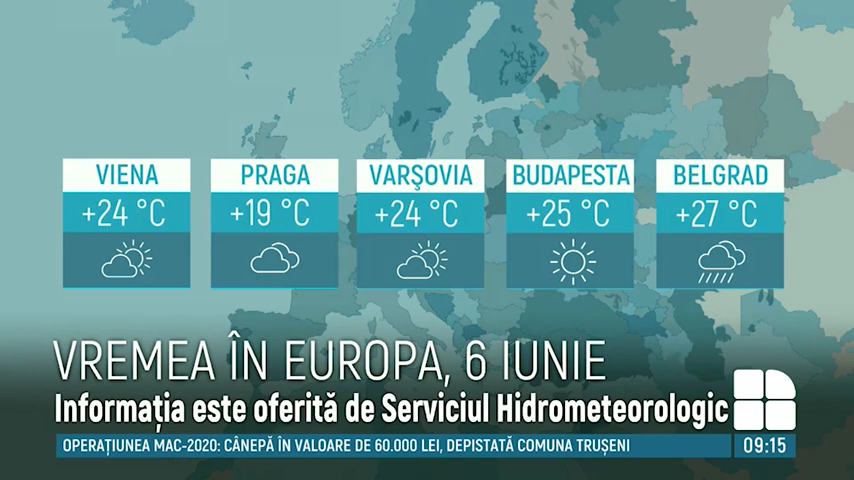 VIENA
+24 °C
PRAGA
+19 °C
VARŞOVIA
+24 °C
BUDAPESTA
+25 °C
BELGRAD
+27 °C
VREMEA ÎN EUROPA, 6 IUNIE
Informația este oferită de Serviciul Hidrometeorologic
OPERAȚIUNEA MAC-2020: CÂNEPĂ ÎN VALOARE DE 60.000 LEI, DEPISTATĂ COMUNA TRUȘENI
09:15